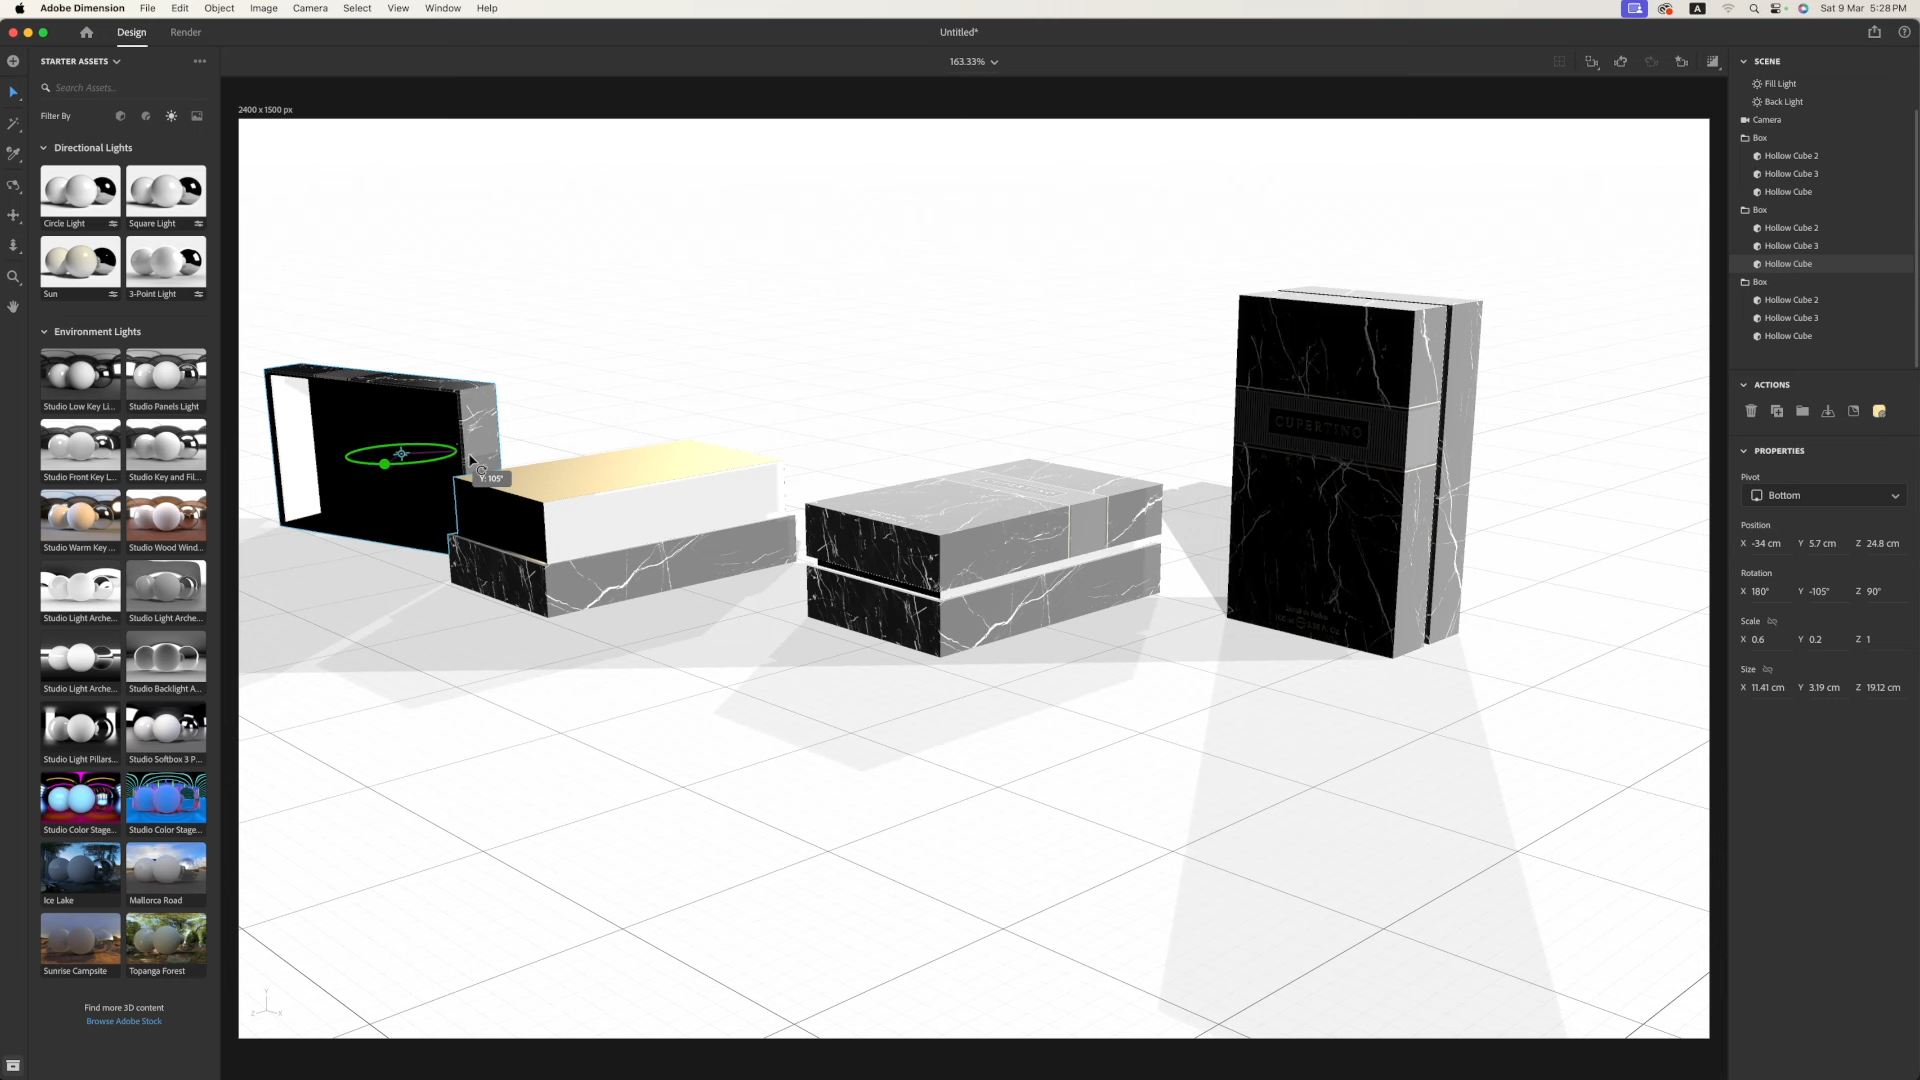 Adobe Dimension File Edit Object Image Camera Select View Window Help
A Sat 9 Mar 5:28 PM
Design Render
Untitled*
STARTER ASSETS
163.33%
Search Assets...
Filter By
Directional Lights
Circle Light
Square Light
Sun
3-Point Light
Environment Lights
Studio Low Key Li...
Studio Panels Light
Studio Front Key L...
Studio Key and Fil...
Studio Warm Key ...
Studio Wood Wind...
Studio Light Arche...
Studio Light Arche...
Studio Light Arche...
Studio Backlight A...
Studio Light Pillars...
Studio Softbox 3 P...
Studio Color Stage...
Studio Color Stage...
Ice Lake
Mallorca Road
Sunrise Campsite
Topanga Forest
Find more 3D content
Browse Adobe Stock
2400 x 1500 px
Y: 105°
CUPERTINO
Y
Z X
SCENE
Fill Light
Back Light
Camera
Box
Hollow Cube 2
Hollow Cube 3
Hollow Cube
Box
Hollow Cube 2
Hollow Cube 3
Hollow Cube
Box
Hollow Cube 2
Hollow Cube 3
Hollow Cube
ACTIONS
PROPERTIES
Pivot
Bottom
Position
X -34 cm Y 5.7 cm Z 24.8 cm
Rotation
X 180° Y -105° Z 90°
Scale
X 0.6 Y 0.2 Z 1
Size
X 11.41 cm Y 3.19 cm Z 19.12 cm